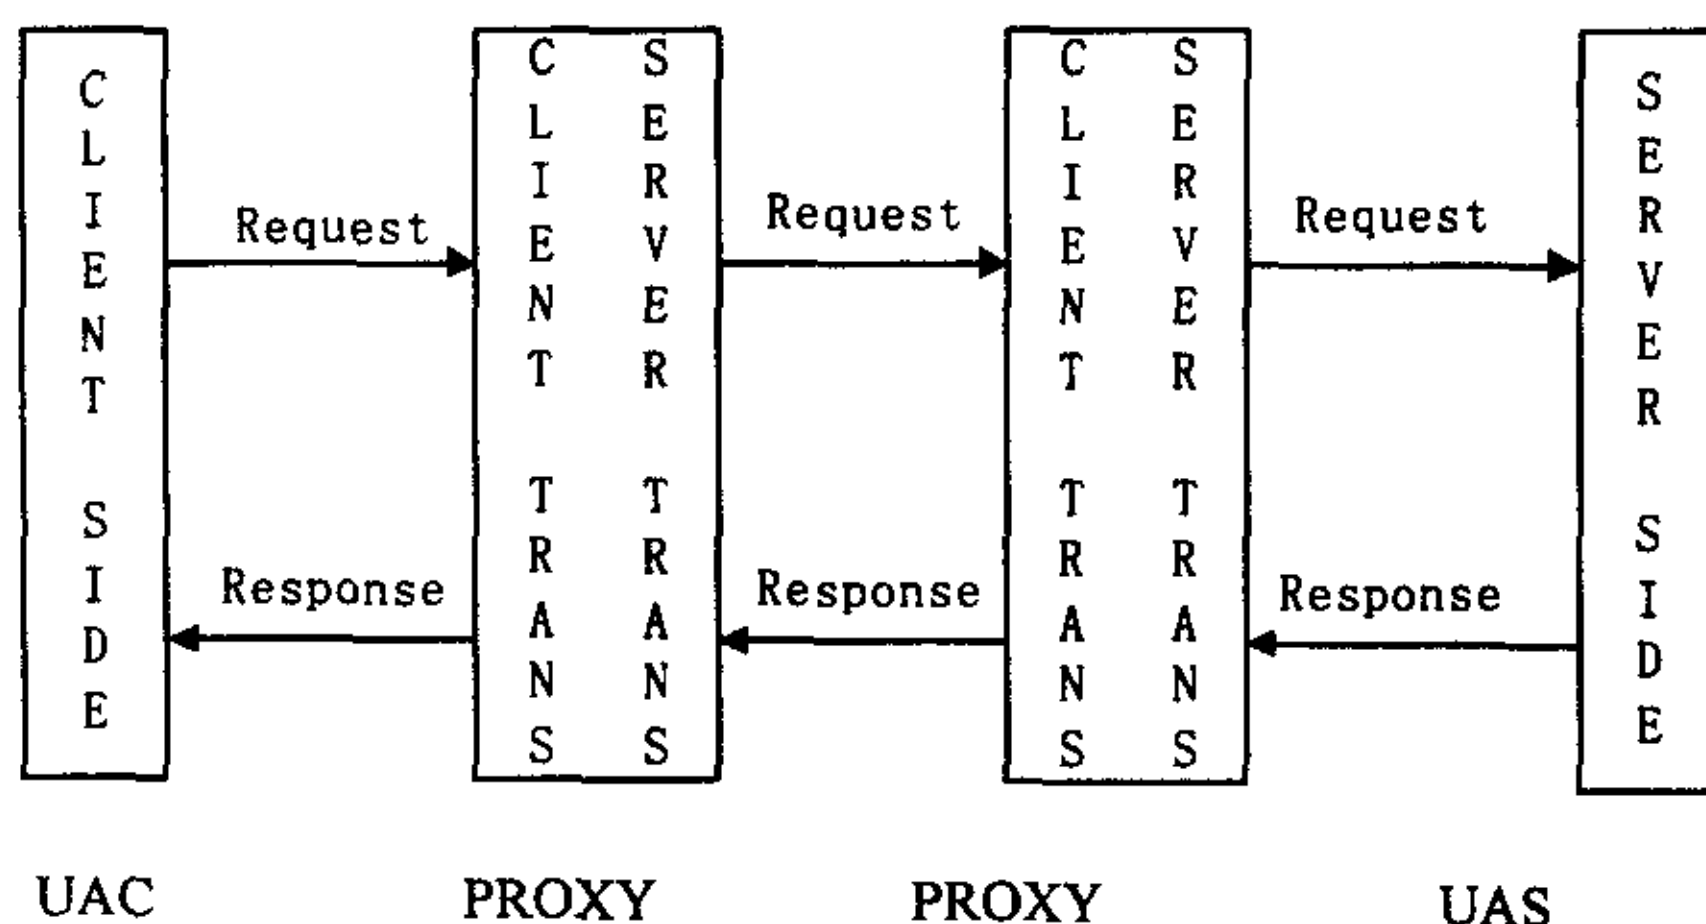 CLIENT SIDE
Request
Response
CLIENT TRANS
SERVER TRANS
Request
Response
CLIENT TRANS
SERVER TRANS
Request
Response
SERVER SIDE
UAC
PROXY
PROXY
UAS